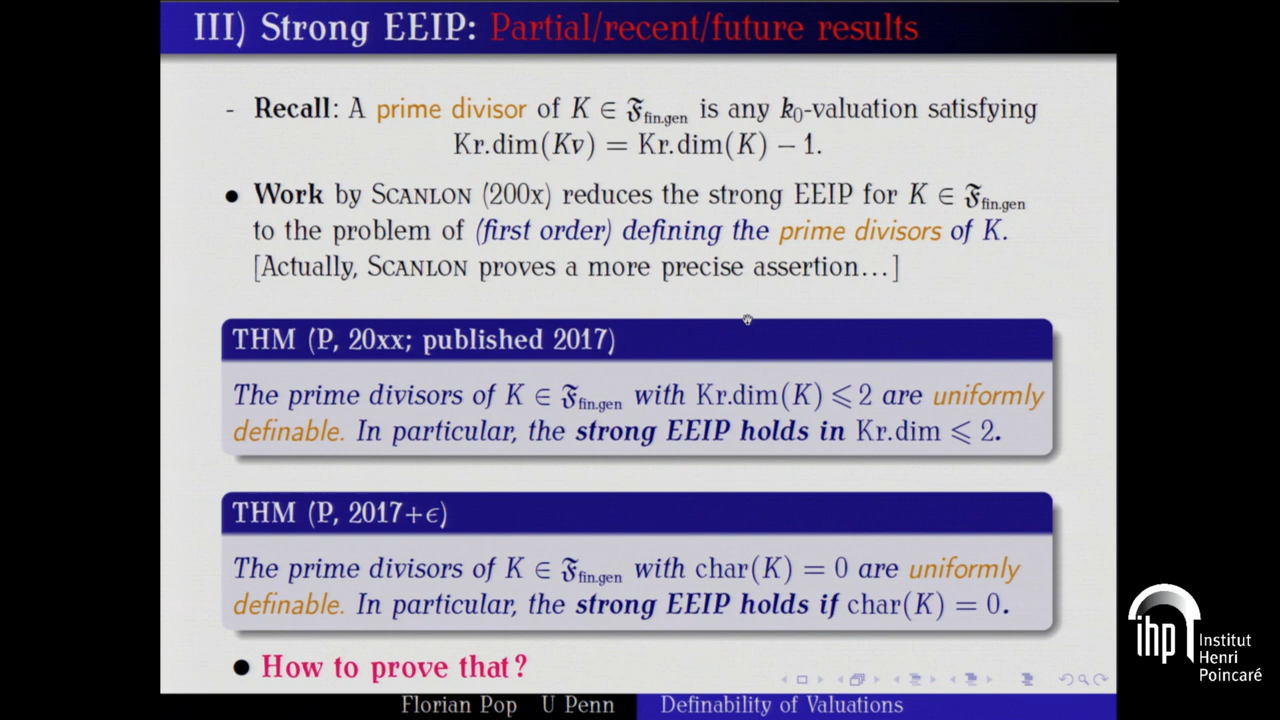 III) Strong EEIP: Partial/recent/future results
- Recall: A prime divisor of K ∈ 𝔉fin.gen is any k₀-valuation satisfying
Kr.dim(Kv) = Kr.dim(K) − 1.
• Work by SCANLON (200x) reduces the strong EEIP for K ∈ 𝔉fin.gen
to the problem of (first order) defining the prime divisors of K.
[Actually, SCANLON proves a more precise assertion...]
THM (P, 20xx; published 2017)
The prime divisors of K ∈ 𝔉fin.gen with Kr.dim(K) ⩽ 2 are uniformly
definable. In particular, the strong EEIP holds in Kr.dim ⩽ 2.
THM (P, 2017+ϵ)
The prime divisors of K ∈ 𝔉fin.gen with char(K) = 0 are uniformly
definable. In particular, the strong EEIP holds if char(K) = 0.
• How to prove that?
Florian Pop U Penn Definability of Valuations
ihp Institut
Henri
Poincaré